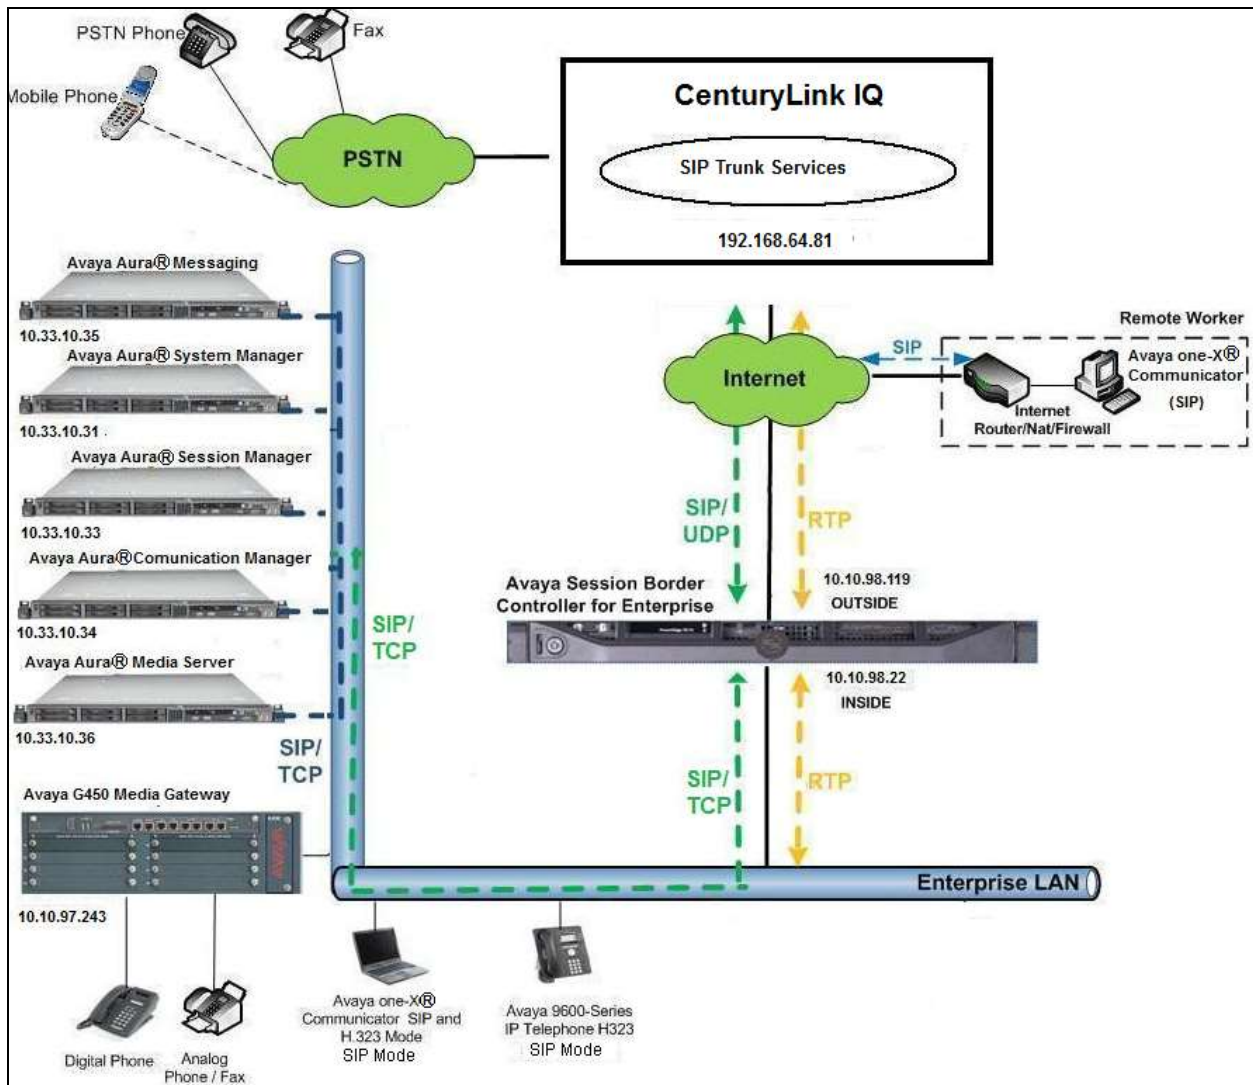 PSTN Phone
Fax
Mobile Phone
PSTN
CenturyLink IQ
SIP Trunk Services
192.168.64.81
Avaya Aura® Messaging
10.33.10.35
Avaya Aura® System Manager
10.33.10.31
Avaya Aura® Session Manager
10.33.10.33
Avaya Aura® Comunication Manager
10.33.10.34
Avaya Aura® Media Server
10.33.10.36
SIP/
TCP
SIP/
TCP
Avaya G450 Media Gateway
AVAYA
10.10.97.243
Digital Phone
Analog
Phone / Fax
Internet
SIP
Remote Worker
Avaya one-X®
Communicator
(SIP)
Internet
Router/Nat/Firewall
SIP/
UDP
RTP
Avaya Session Border
Controller for Enterprise
10.10.98.119
OUTSIDE
10.10.98.22
INSIDE
SIP/
TCP
RTP
Enterprise LAN
Avaya one-X®
Communicator SIP and
H.323 Mode
SIP Mode
Avaya 9600-Series
IP Telephone H323
SIP Mode